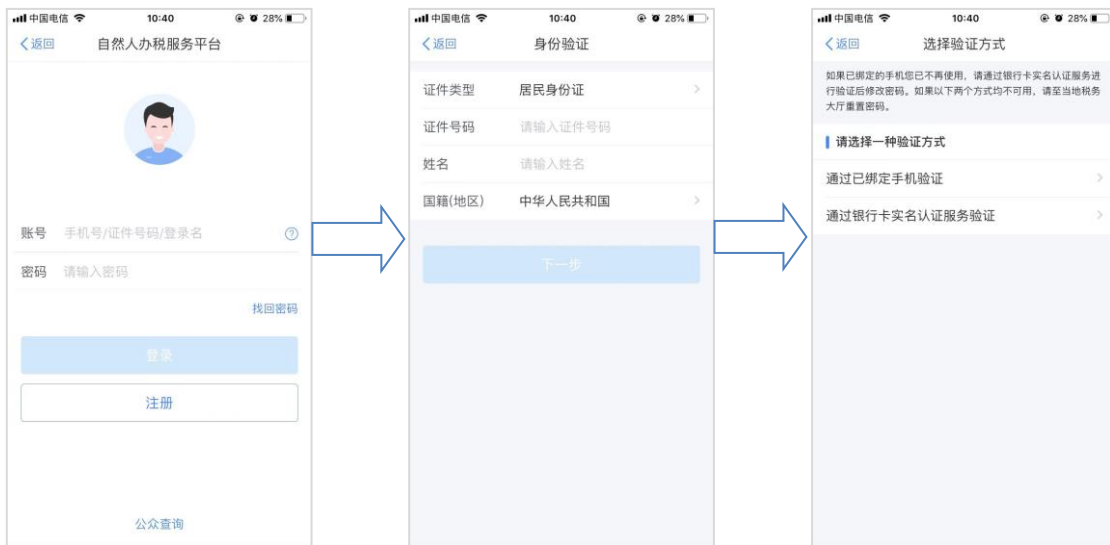 中国电信
10:40
28%
返回
自然人办税服务平台
账号
手机号/证件号码/登录名
密码
请输入密码
找回密码
登录
注册
公众查询
中国电信
10:40
28%
返回
身份验证
证件类型
居民身份证
证件号码
请输入证件号码
姓名
请输入姓名
国籍(地区)
中华人民共和国
下一步
中国电信
10:40
28%
返回
选择验证方式
如果已绑定的手机您已不再使用，请通过银行卡实名认证服务进
行验证后修改密码。如果以下两个方式均不可用，请至当地税务
大厅重置密码。
请选择一种验证方式
通过已绑定手机验证
通过银行卡实名认证服务验证